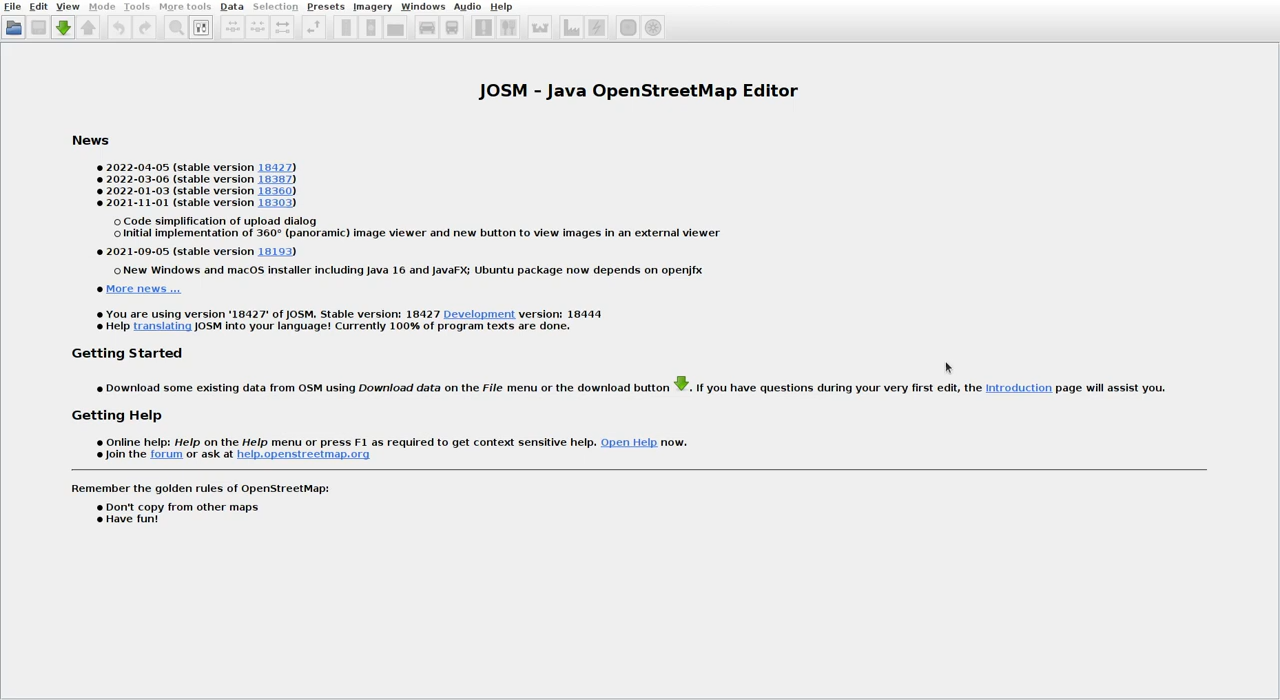 File Edit View Mode Tools More tools Data Selection Presets Imagery Windows Audio Help
JOSM – Java OpenStreetMap Editor
News
● 2022-04-05 (stable version 18427)
● 2022-03-06 (stable version 18387)
● 2022-01-03 (stable version 18360)
● 2021-11-01 (stable version 18303)
○ Code simplification of upload dialog
○ Initial implementation of 360° (panoramic) image viewer and new button to view images in an external viewer
● 2021-09-05 (stable version 18193)
○ New Windows and macOS installer including Java 16 and JavaFX; Ubuntu package now depends on openjfx
● More news ...
● You are using version '18427' of JOSM. Stable version: 18427 Development version: 18444
● Help translating JOSM into your language! Currently 100% of program texts are done.
Getting Started
● Download some existing data from OSM using Download data on the File menu or the download button . If you have questions during your very first edit, the Introduction page will assist you.
Getting Help
● Online help: Help on the Help menu or press F1 as required to get context sensitive help. Open Help now.
● Join the forum or ask at help.openstreetmap.org
Remember the golden rules of OpenStreetMap:
● Don't copy from other maps
● Have fun!